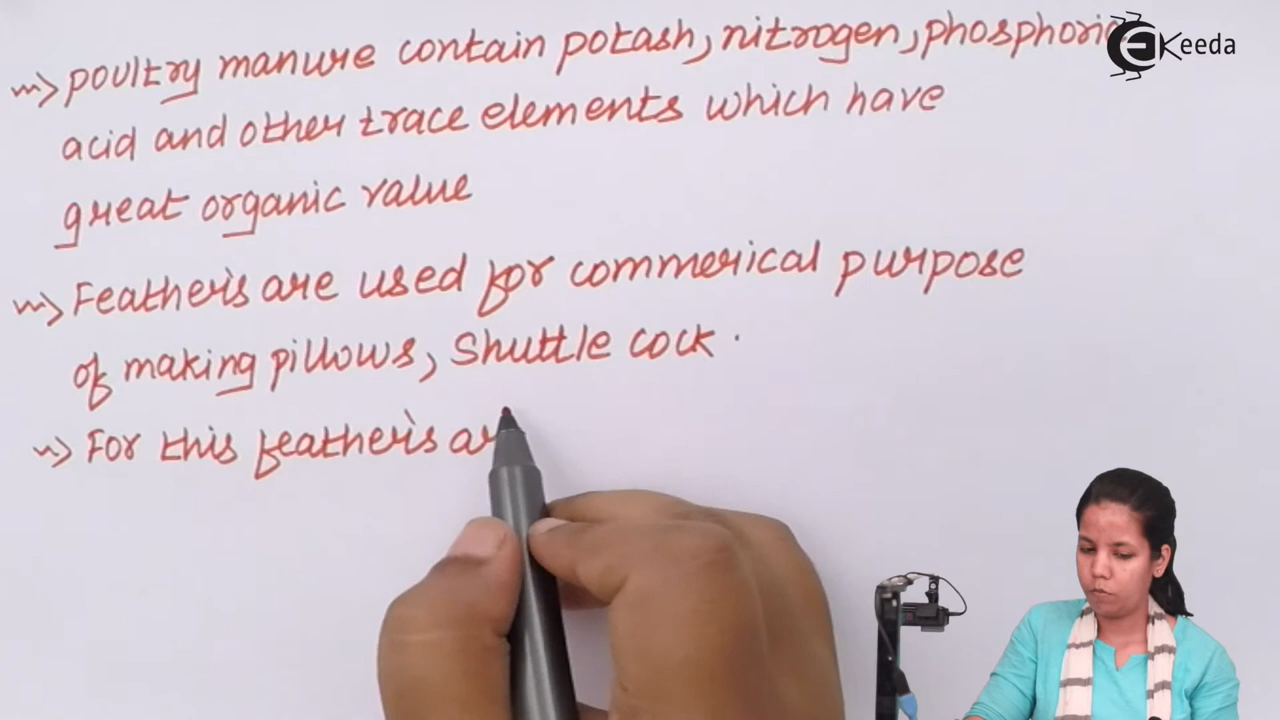 poultry manure contain potash, nitrogen, phosphoric
acid and other trace elements which have
great organic value
Feathers are used for commerical purpose
of making pillows, Shuttle cock.
For this feathers ar
Keeda